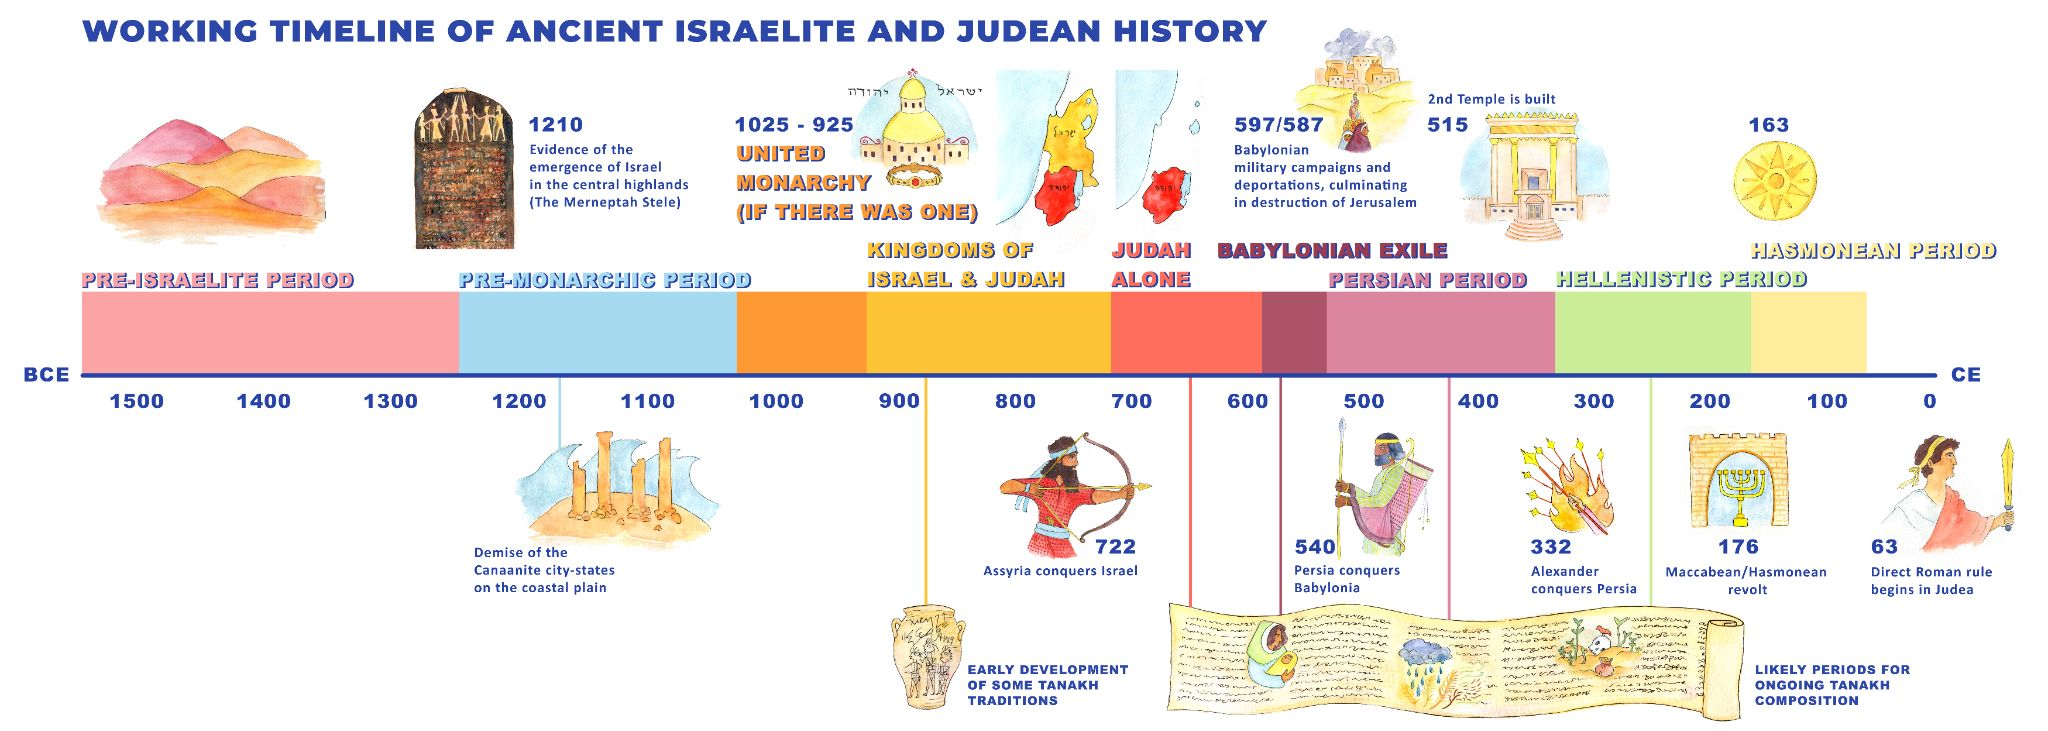 WORKING TIMELINE OF ANCIENT ISRAELITE AND JUDEAN HISTORY
1210
Evidence of the
emergence of Israel
in the central highlands
(The Merneptah Stele)
1025 - 925
UNITED
MONARCHY
(IF THERE WAS ONE)
יהודה
ישראל
ישראל
יהודה
יהודה
597/587
Babylonian
military campaigns and
deportations, culminating
in destruction of Jerusalem
2nd Temple is built
515
163
PRE-ISRAELITE PERIOD
PRE-MONARCHIC PERIOD
KINGDOMS OF
ISRAEL & JUDAH
JUDAH
ALONE
BABYLONIAN EXILE
PERSIAN PERIOD
HELLENISTIC PERIOD
HASMONEAN PERIOD
BCE
CE
1500 1400 1300 1200 1100 1000 900 800 700 600 500 400 300 200 100 0
Demise of the
Canaanite city-states
on the coastal plain
722
Assyria conquers Israel
540
Persia conquers
Babylonia
332
Alexander
conquers Persia
176
Maccabean/Hasmonean
revolt
63
Direct Roman rule
begins in Judea
EARLY DEVELOPMENT
OF SOME TANAKH
TRADITIONS
LIKELY PERIODS FOR
ONGOING TANAKH
COMPOSITION